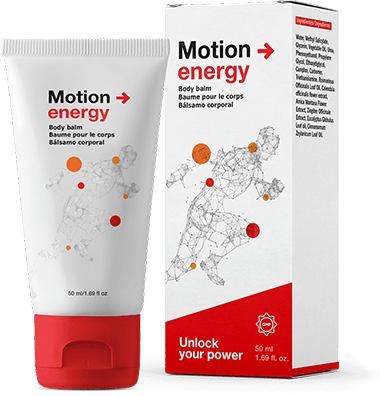 Motion →
energy
Body balm
Baume pour le corps
Bálsamo corporal
50 ml/1.69 fl oz
Motion →
energy
Body balm
Baume pour le corps
Bálsamo corporal
Unlock
your power
GMP
50 ml
1.69 fl. oz.
Ingredientes (Ingredients):
Water, Methyl Salicylate,
Glycerin, Vegetable Oil, Urea,
Phenoxyethanol, Propylene
Glycol, Ethylhexylglycerin,
Camphor, Carbomer,
Triethanolamine, Rosmarinus
Officinalis Leaf Oil, Calendula
officinalis flower extract,
Arnica Montana Flower
Extract, Zingiber Officinale
Extract, Eucalyptus Globulus
Leaf oil, Cinnamomum
Zeylanicum Leaf Oil.